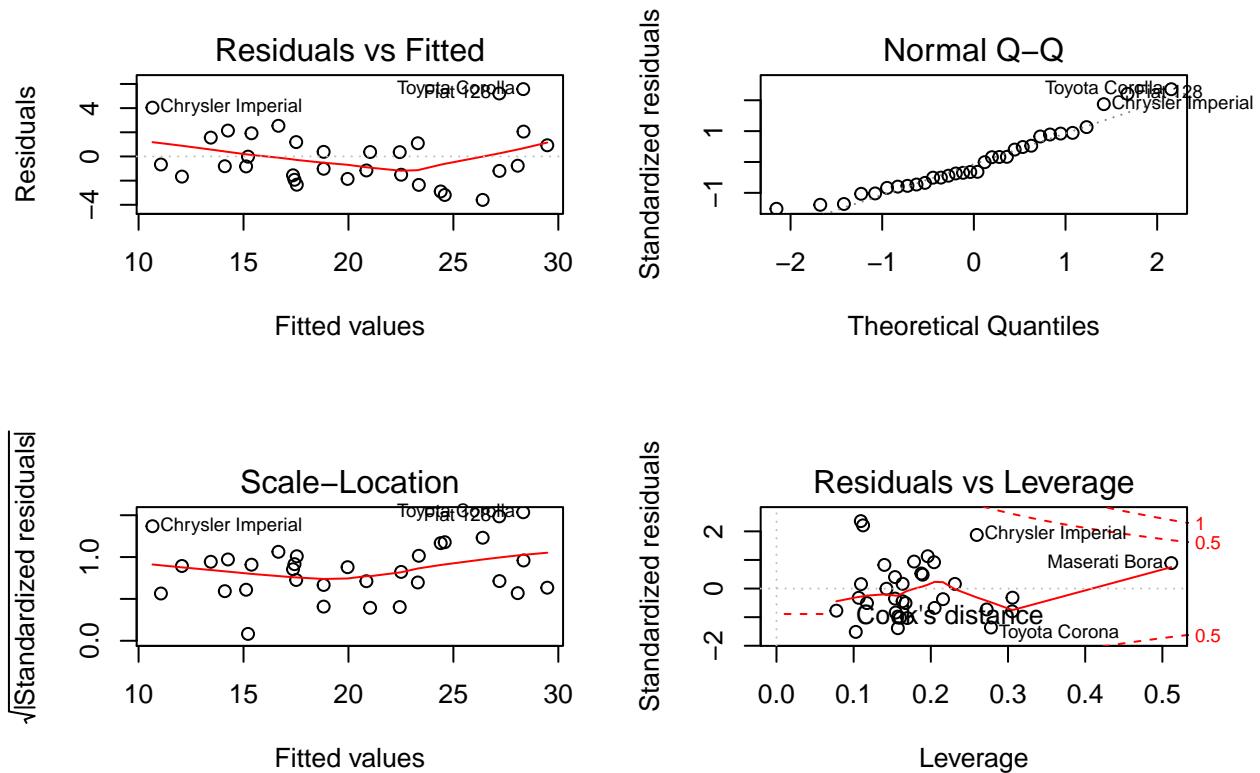 Residuals vs Fitted
Residuals
4
0
−4
Toyota Corolla
Fiat 128
Chrysler Imperial
10 15 20 25 30
Fitted values
Normal Q−Q
Standardized residuals
1
−1
Toyota Corolla
Fiat 128
Chrysler Imperial
−2 −1 0 1 2
Theoretical Quantiles
Scale−Location
√|Standardized residuals|
1.0
0.0
Toyota Corolla
Fiat 128
Chrysler Imperial
10 15 20 25 30
Fitted values
Residuals vs Leverage
Standardized residuals
2
0
−2
Chrysler Imperial
Maserati Bora
Cook's distance
Toyota Corona
1
0.5
0.5
0.0 0.1 0.2 0.3 0.4 0.5
Leverage